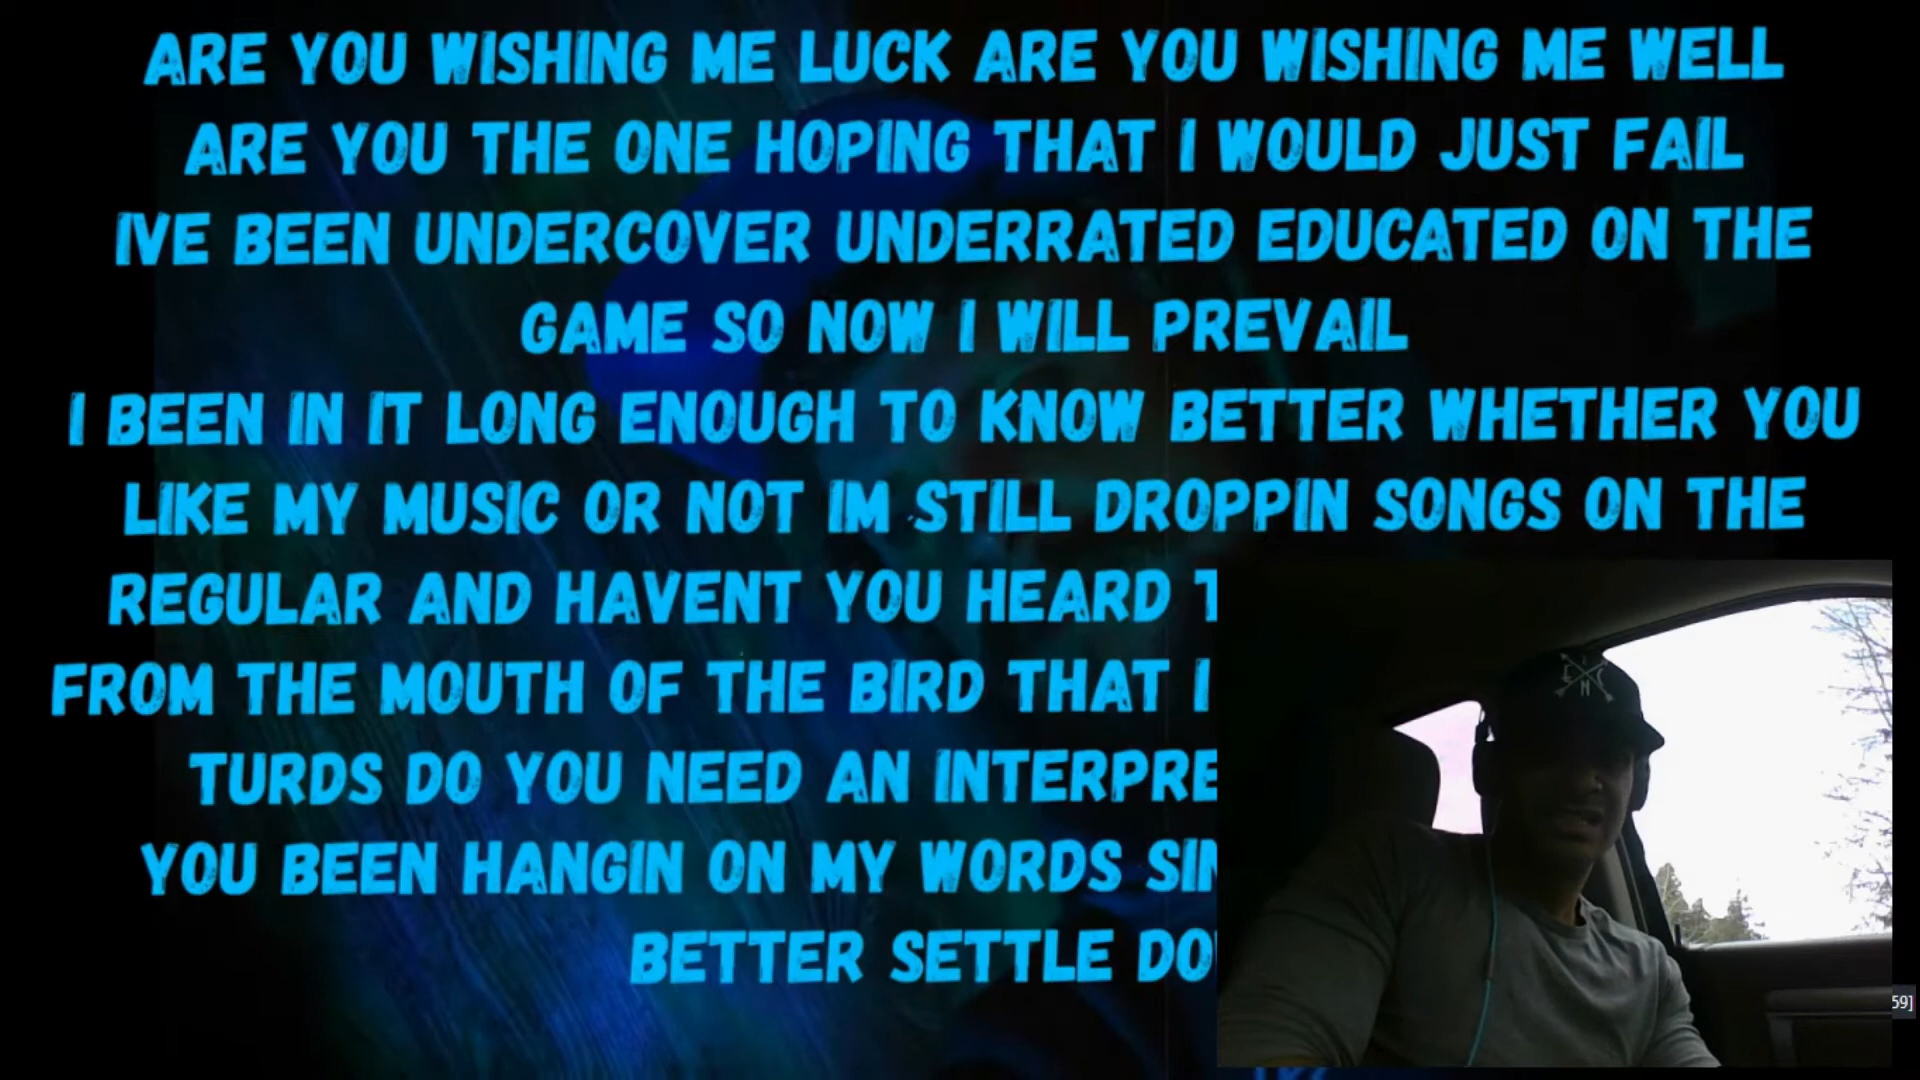 ARE YOU WISHING ME LUCK ARE YOU WISHING ME WELL
ARE YOU THE ONE HOPING THAT I WOULD JUST FAIL
IVE BEEN UNDERCOVER UNDERRATED EDUCATED ON THE
GAME SO NOW I WILL PREVAIL
I BEEN IN IT LONG ENOUGH TO KNOW BETTER WHETHER YOU
LIKE MY MUSIC OR NOT IM STILL DROPPIN SONGS ON THE
REGULAR AND HAVENT YOU HEARD
FROM THE MOUTH OF THE BIRD THAT I
TURDS DO YOU NEED AN
YOU BEEN HANGIN ON MY WORDS
BETTER SETTLE
59]